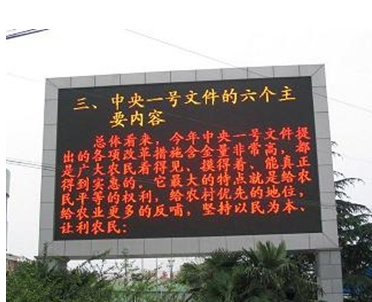 三、中央一号文件的六个主
要内容
总体看来，今年中央一号文件提
出的各项改革措施含金量非常高，都
是广大农民看得见、摸得着、能真正
得到实惠的。它最大的特点就是给农
民平等的权利，给农村优先的地位，
给农业更多的反哺，坚持以民为本、
让利农民；